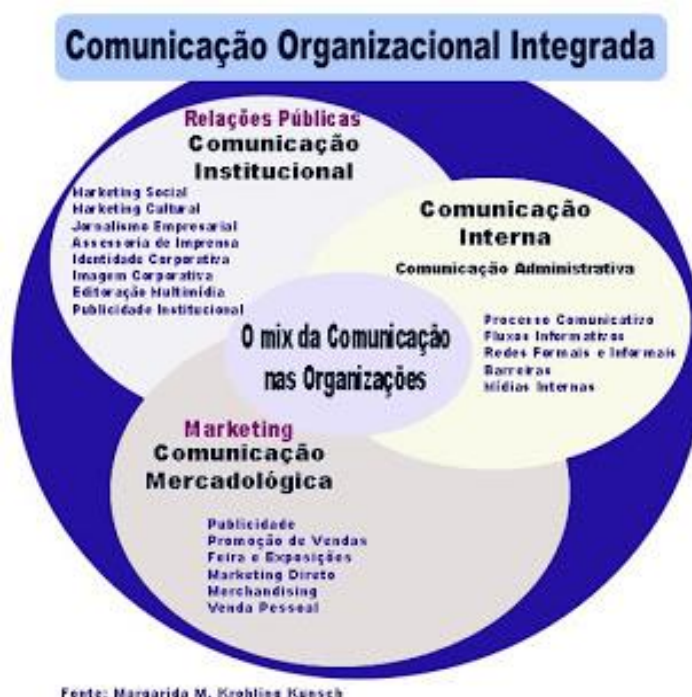 Comunicação Organizacional Integrada
Relações Públicas
Comunicação
Institucional
Marketing Social
Marketing Cultural
Jornalismo Empresarial
Assessoria de Imprensa
Identidade Corporativa
Imagem Corporativa
Editoração Multimídia
Publicidade Institucional
Comunicação
Interna
Comunicação Administrativa
Processo Comunicativo
Fluxos Informativos
Redes Formais e Informais
Barreiras
Mídias Internas
O mix da Comunicação
nas Organizações
Marketing
Comunicação
Mercadológica
Publicidade
Promoção de Vendas
Feira e Exposições
Marketing Direto
Merchandising
Venda Pessoal
Fonte: Margarida M. Krohling Kunsch